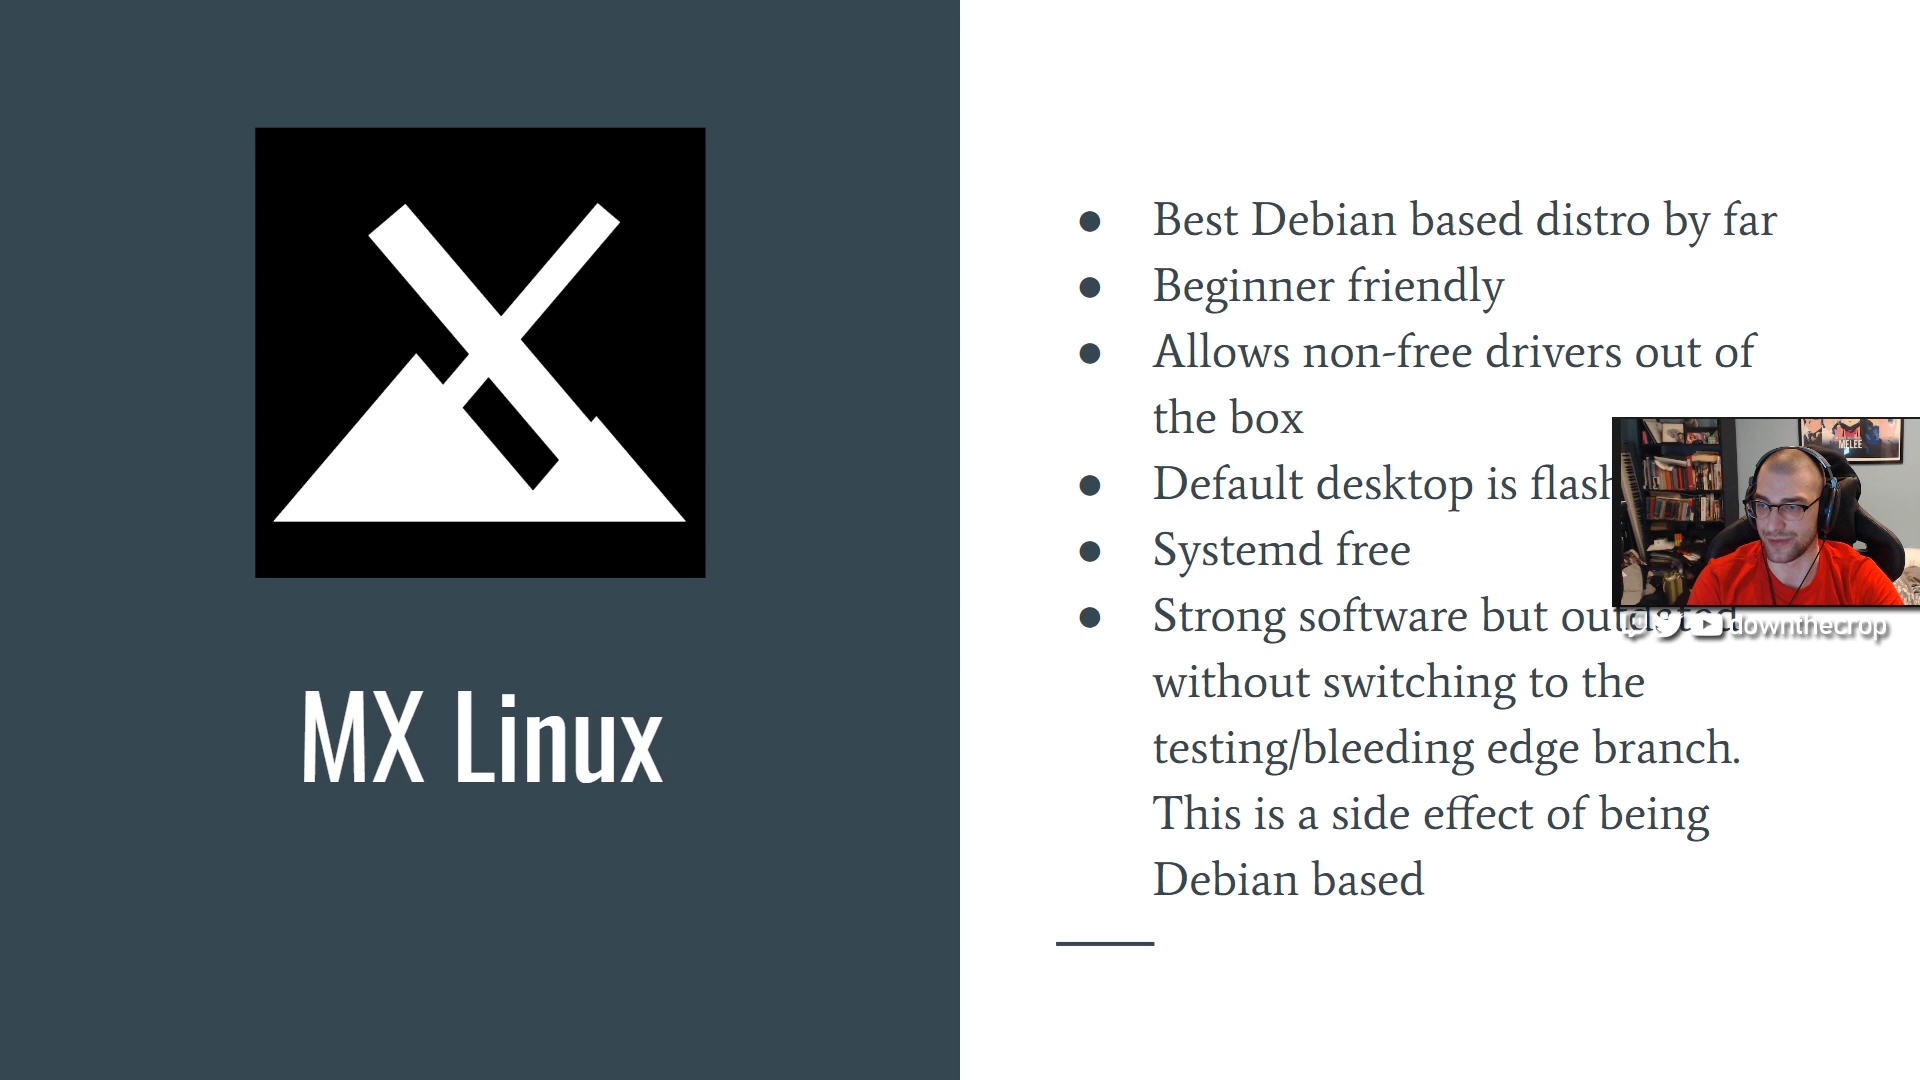 MX Linux
Best Debian based distro by far
Beginner friendly
Allows non-free drivers out of
the box
Default desktop is
Systemd free
Strong software but outdated
without switching to the
testing/bleeding edge branch.
This is a side effect of being
Debian based
MELEE
downthecrop